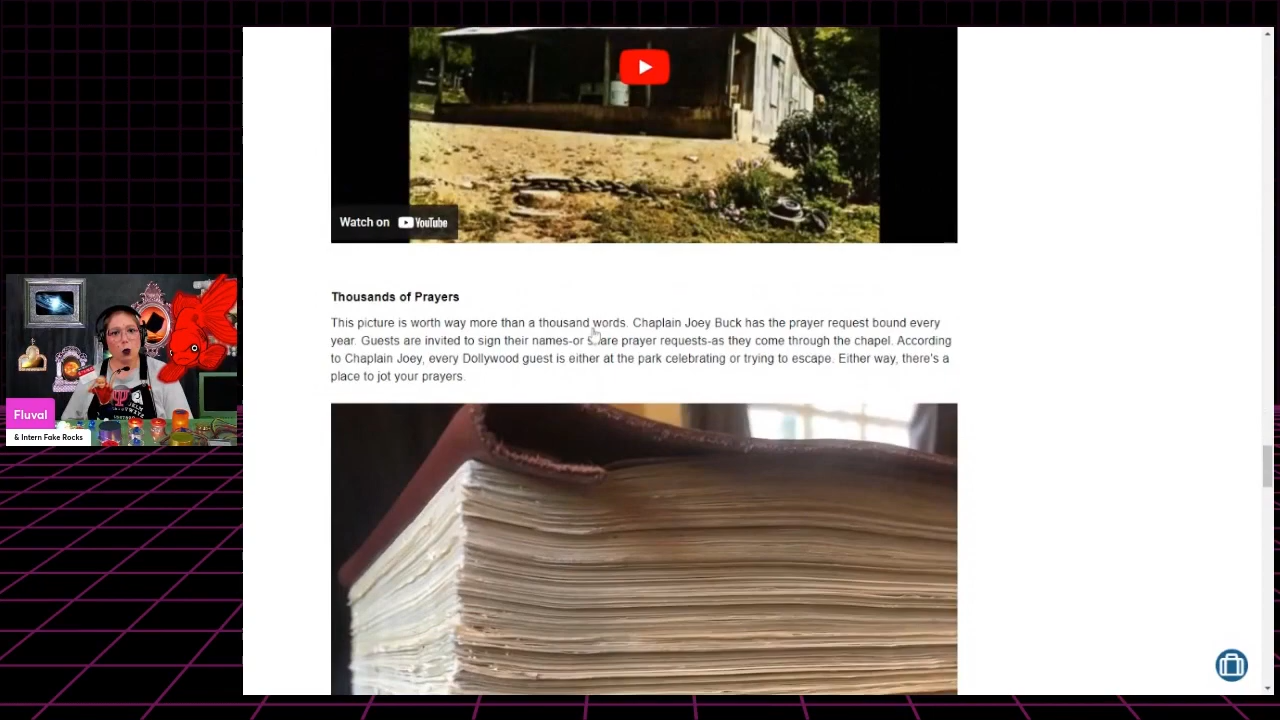 Watch on YouTube
Thousands of Prayers
This picture is worth way more than a thousand words. Chaplain Joey Buck has the prayer request bound every
year. Guests are invited to sign their names-or share prayer requests-as they come through the chapel. According
to Chaplain Joey, every Dollywood guest is either at the park celebrating or trying to escape. Either way, there's a
place to jot your prayers.
Fluval
& Intern Fake Rocks